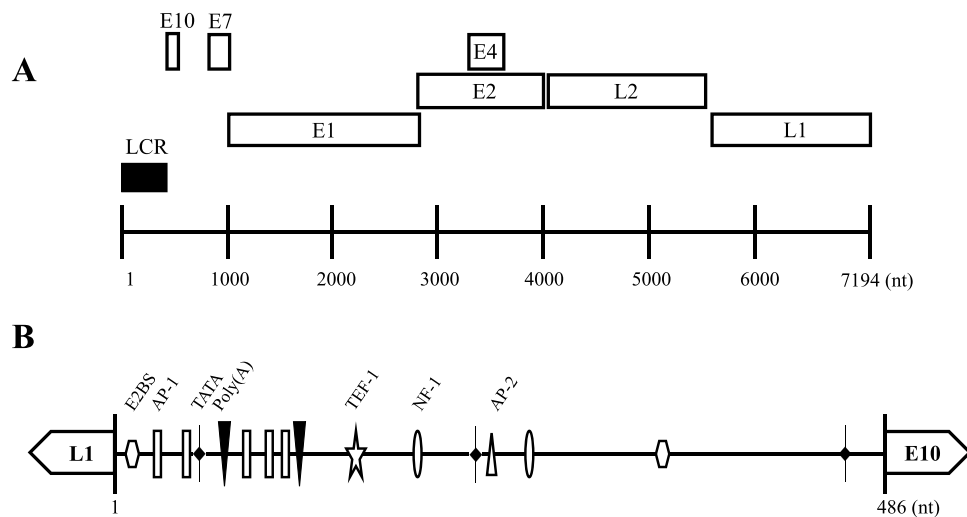 E10 E7
A
E4
E2 L2
E1 L1
LCR
1 1000 2000 3000 4000 5000 6000 7194 (nt)
B
E2BS AP-1 TATA Poly(A) TEF-1 NF-1 AP-2
L1 E10
1 486 (nt)